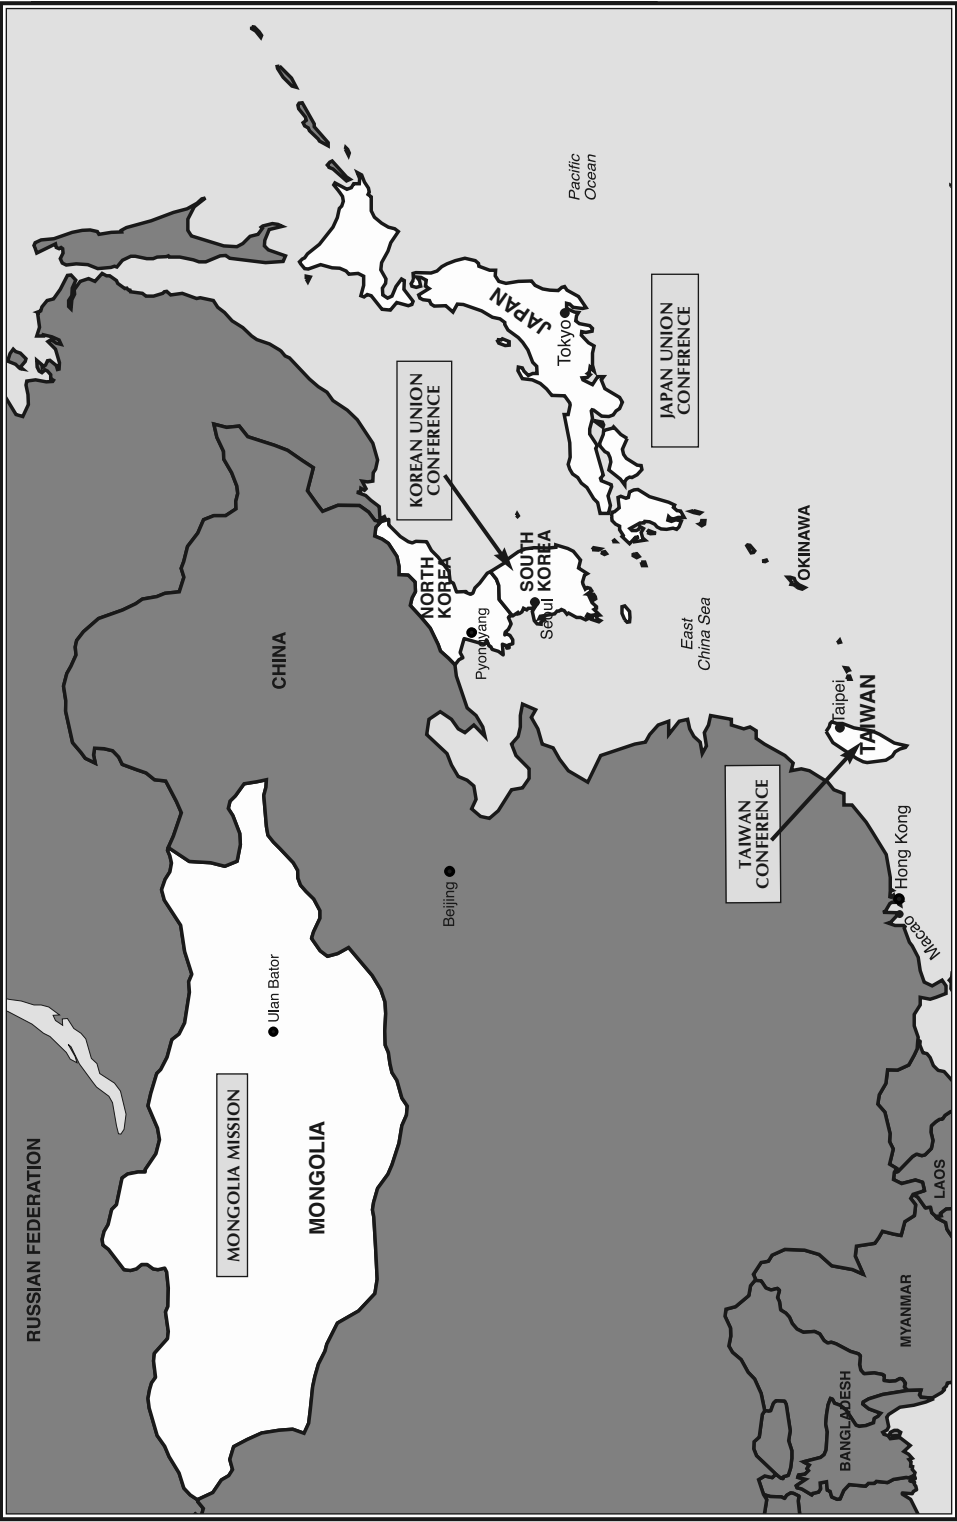 RUSSIAN FEDERATION
MONGOLIA MISSION
Ulan Bator
MONGOLIA
CHINA
Beijing
NORTH
KOREA
Pyongyang
KOREAN UNION
CONFERENCE
SOUTH
KOREA
Seoul
JAPAN
Tokyo
Pacific
Ocean
JAPAN UNION
CONFERENCE
East
China Sea
OKINAWA
TAIWAN
CONFERENCE
Taipei
TAIWAN
Hong Kong
Macao
BANGLADESH
MYANMAR
LAOS